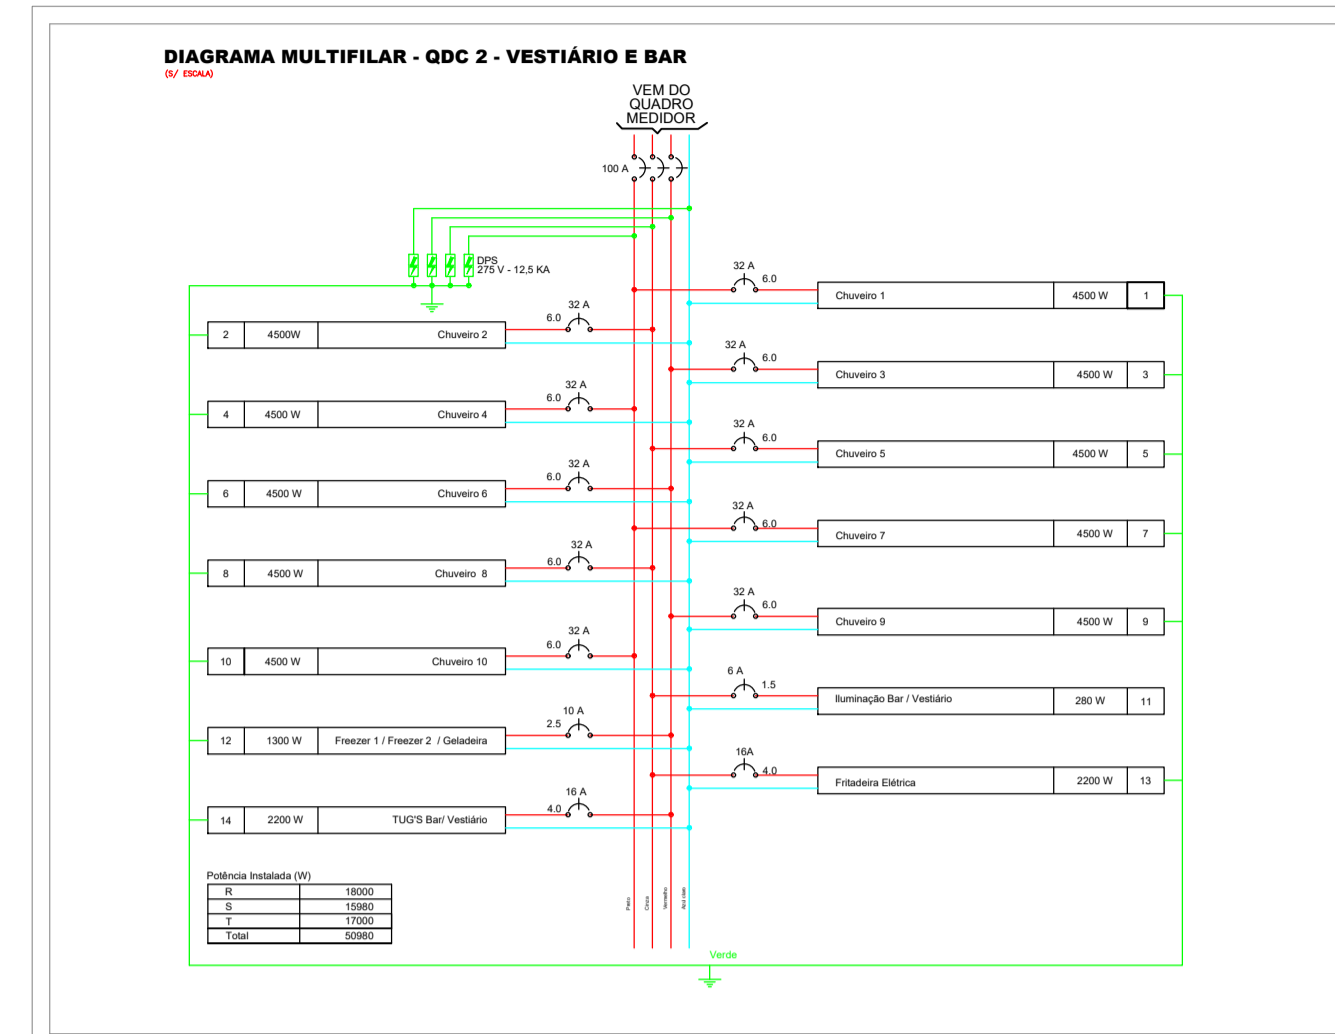 DIAGRAMA MULTIFILAR - QDC 2 - VESTIÁRIO E BAR
(S/ ESCALA)
VEM DO
QUADRO
MEDIDOR
100 A
DPS
275 V - 12,5 KA
32 A
6.0
Chuveiro 1
4500 W
1
32 A
6.0
2
4500W
Chuveiro 2
32 A
6.0
Chuveiro 3
4500 W
3
32 A
6.0
4
4500 W
Chuveiro 4
32 A
6.0
Chuveiro 5
4500 W
5
32 A
6.0
6
4500 W
Chuveiro 6
32 A
6.0
Chuveiro 7
4500 W
7
32 A
6.0
8
4500 W
Chuveiro 8
32 A
6.0
Chuveiro 9
4500 W
9
32 A
6.0
10
4500 W
Chuveiro 10
6 A
1.5
Iluminação Bar / Vestiário
280 W
11
10 A
2.5
12
1300 W
Freezer 1 / Freezer 2 / Geladeira
16A
4.0
Fritadeira Elétrica
2200 W
13
16 A
4.0
14
2200 W
TUG'S Bar/ Vestiário
Potência Instalada (W)
R 18000
S 15980
T 17000
Total 50980
Preto
Cinza
Vermelho
Azul claro
Verde